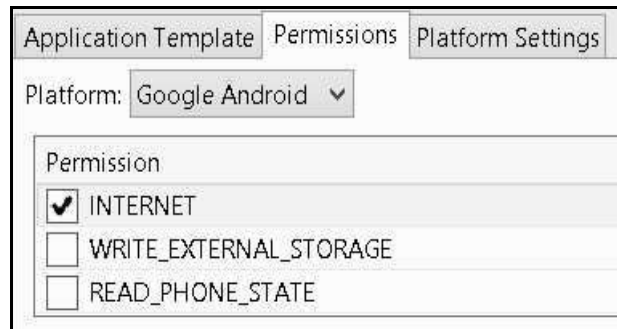 Application Template Permissions Platform Settings
Platform: Google Android
Permission
INTERNET
WRITE_EXTERNAL_STORAGE
READ_PHONE_STATE